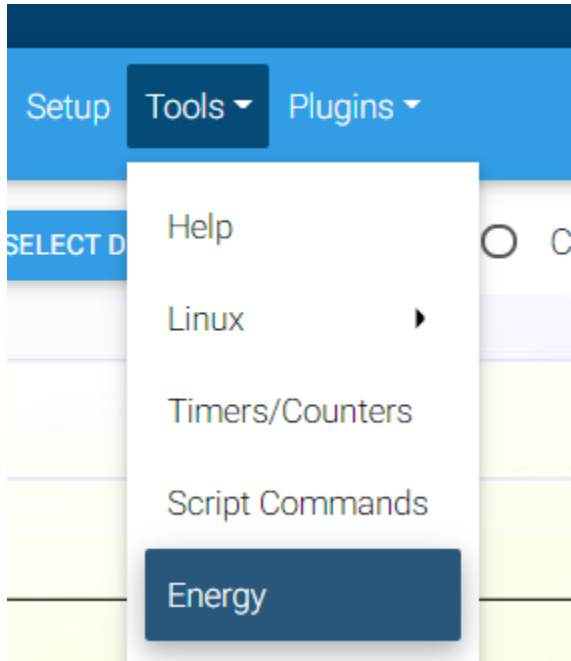 Setup Tools Plugins
Help
SELECT D
C
Linux
Timers/Counters
Script Commands
Energy